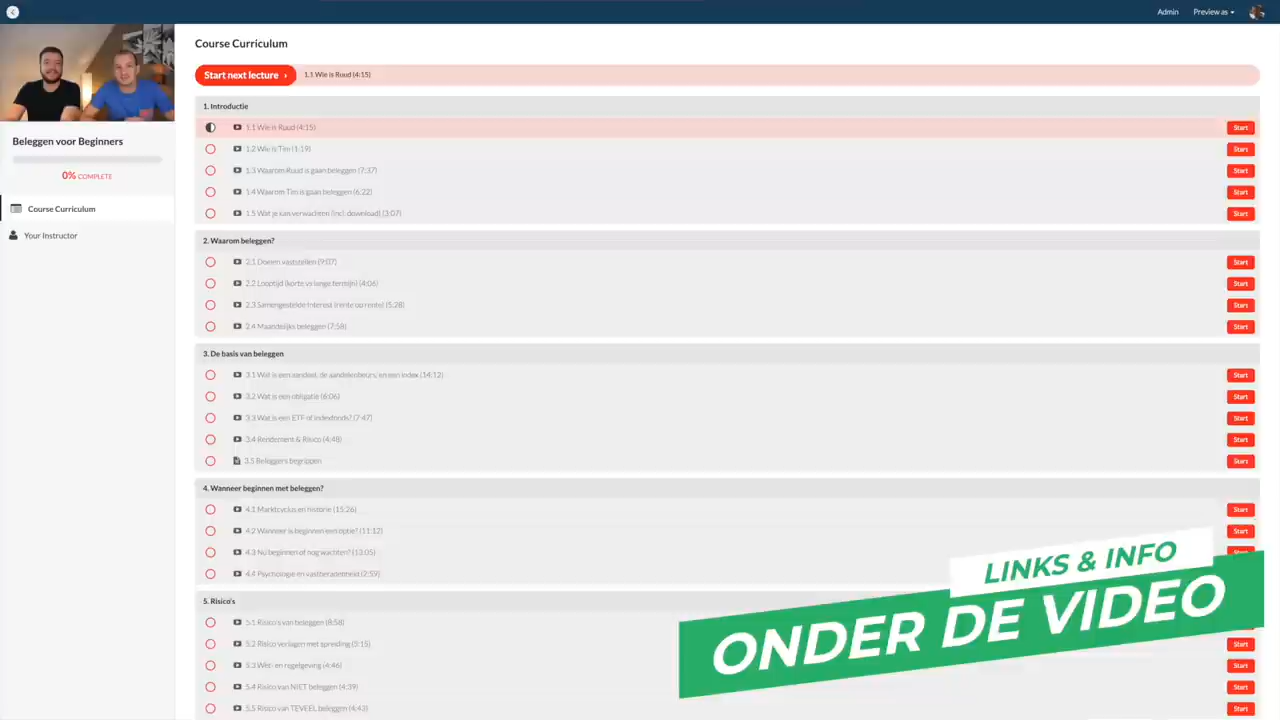 Admin
Preview as
Course Curriculum
Start next lecture
1.1 Wie is Ruud (4:15)
Beleggen voor Beginners
0% COMPLETE
Course Curriculum
Your Instructor
1. Introductie
1.1 Wie is Ruud (4:15) Start
1.2 Wie is Tim (1:19) Start
1.3 Waarom Ruud is gaan beleggen (7:37) Start
1.4 Waarom Tim is gaan beleggen (6:22) Start
1.5 Wat je kan verwachten (incl. download) (3:07) Start
2. Waarom beleggen?
2.1 Doelen vaststellen (9:07) Start
2.2 Looptijd (korte vs lange termijn) (4:06) Start
2.3 Samengestelde Interest (rente op rente) (5:28) Start
2.4 Maandelijks beleggen (7:58) Start
3. De basis van beleggen
3.1 Wat is een aandeel, de aandelenbeurs, en een index (14:12) Start
3.2 Wat is een obligatie (6:06) Start
3.3 Wat is een ETF of indexfonds? (7:47) Start
3.4 Rendement & Risico (4:48) Start
3.5 Beleggers begrippen Start
4. Wanneer beginnen met beleggen?
4.1 Marktcyclus en historie (15:26) Start
4.2 Wanneer is beginnen een optie? (11:12) Start
4.3 Nú beginnen of nog wachten? (13:05) Start
4.4 Psychologie en vastberadenheid (2:59)
5. Risico's
5.1 Risico's van beleggen (8:58)
5.2 Risico verlagen met spreiding (5:15) Start
5.3 Wet- en regelgeving (4:46) Start
5.4 Risico van NIET beleggen (4:39) Start
5.5 Risico van TEVEEL beleggen (4:43) Start
LINKS & INFO
ONDER DE VIDEO